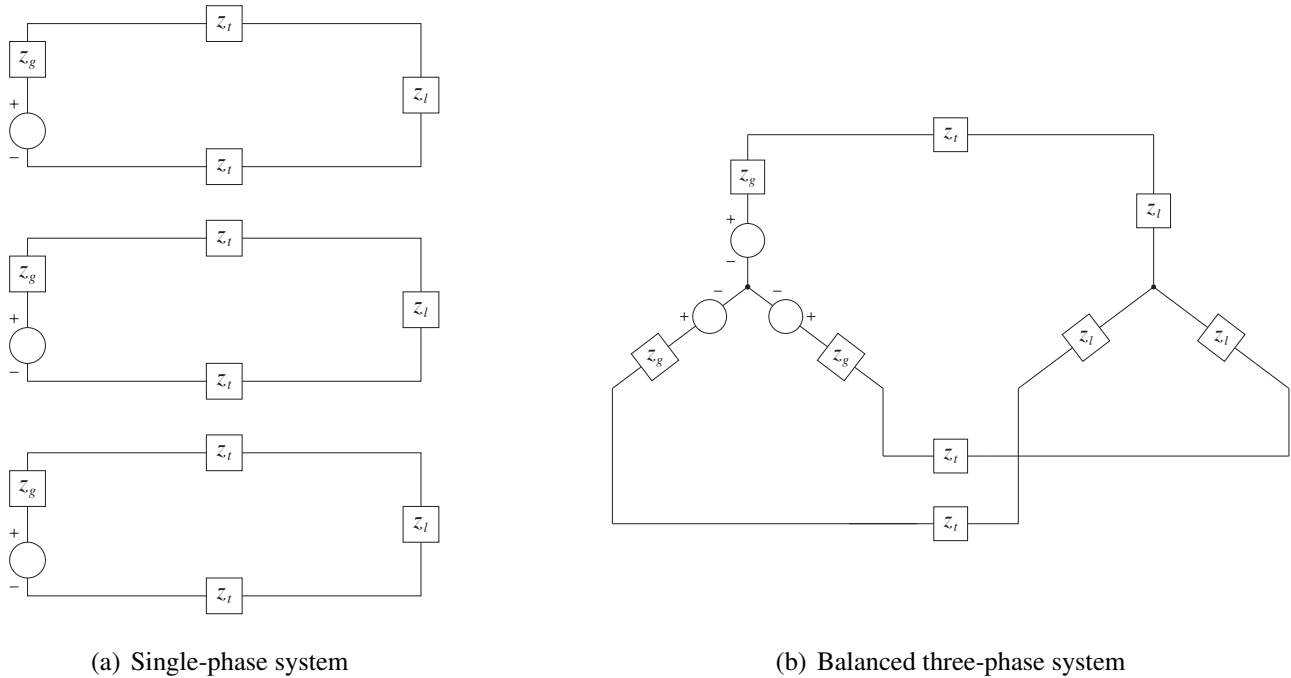 z_t
z_g
+
−
z_l
z_t
z_t
z_g
+
−
z_l
z_t
z_t
z_g
+
−
z_l
z_t
(a) Single-phase system
z_t
z_g
z_l
+
−
− −
+ +
z_g z_g z_l z_l
z_t
z_t
(b) Balanced three-phase system